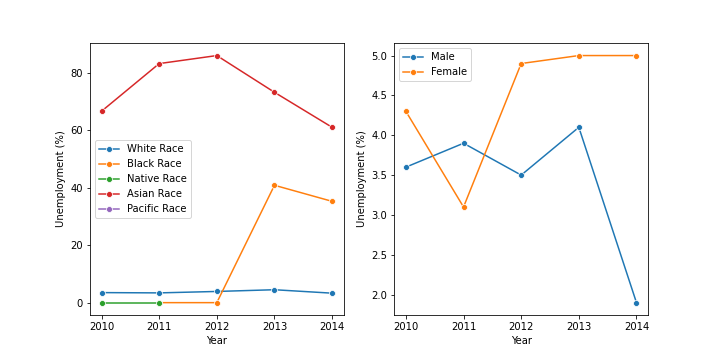 80
60
40
20
0
Unemployment (%)
White Race
Black Race
Native Race
Asian Race
Pacific Race
2010 2011 2012 2013 2014
Year
5.0
4.5
4.0
3.5
3.0
2.5
2.0
Unemployment (%)
Male
Female
2010 2011 2012 2013 2014
Year